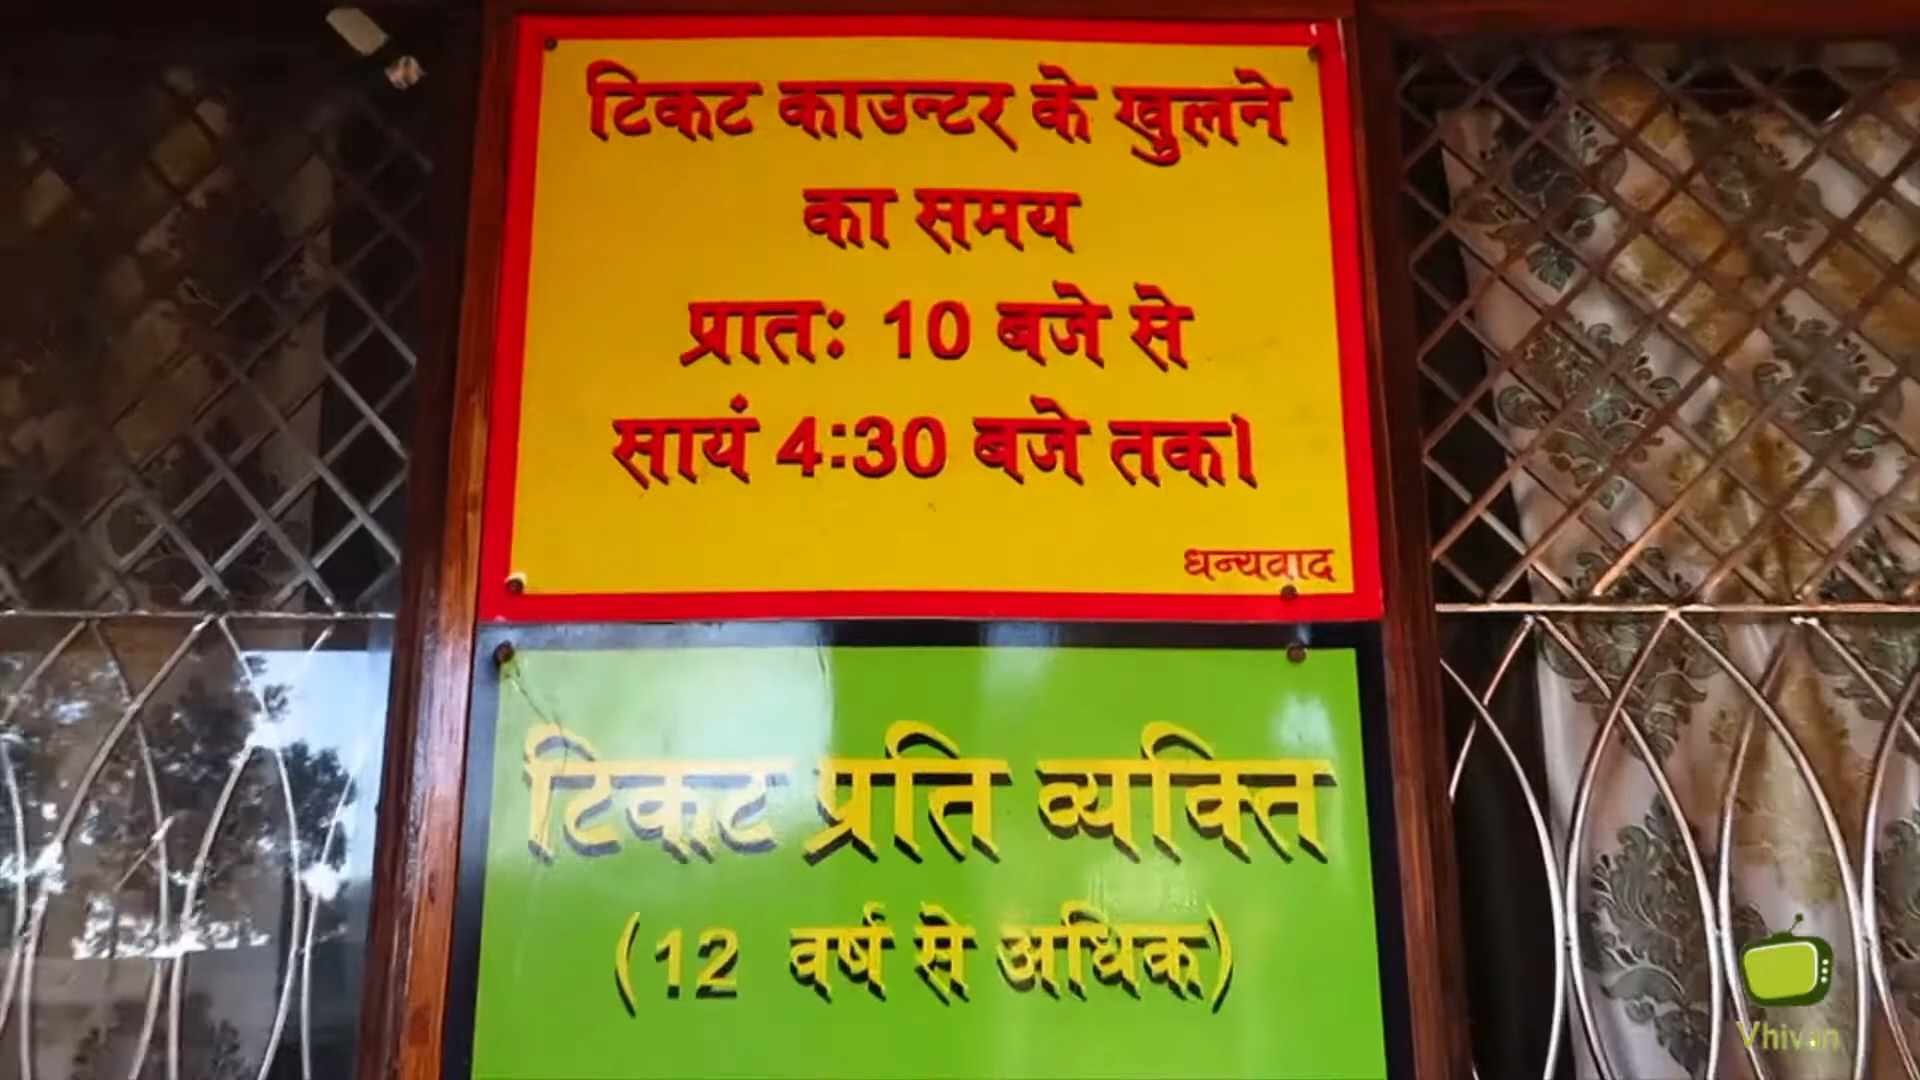 टिकट काउन्टर के खुलने
का समय
प्रातः 10 बजे से
सायं 4:30 बजे तक।
धन्यवाद
टिकट प्रति व्यक्ति
(12 वर्ष से अधिक)
Vhivan